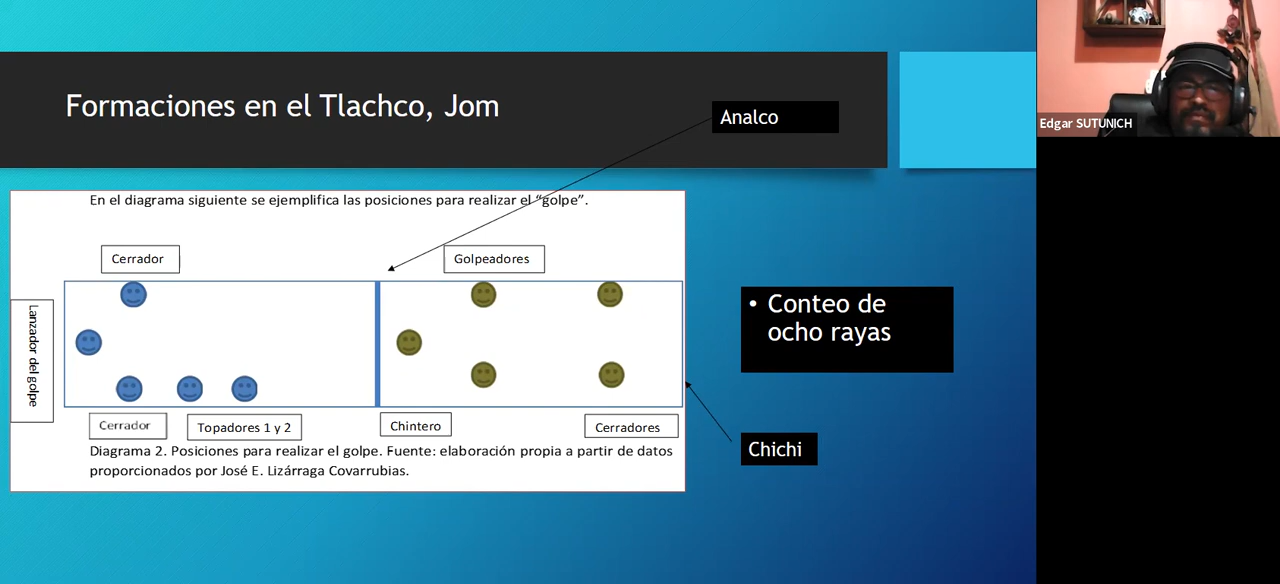 Formaciones en el Tlachco, Jom
Analco
Edgar SUTUNICH
En el diagrama siguiente se ejemplifica las posiciones para realizar el “golpe”.
Cerrador
Golpeadores
Lanzador del golpe
Cerrador
Topadores 1 y 2
Chintero
Cerradores
Diagrama 2. Posiciones para realizar el golpe. Fuente: elaboración propia a partir de datos
proporcionados por José E. Lizárraga Covarrubias.
• Conteo de
ocho rayas
Chichi